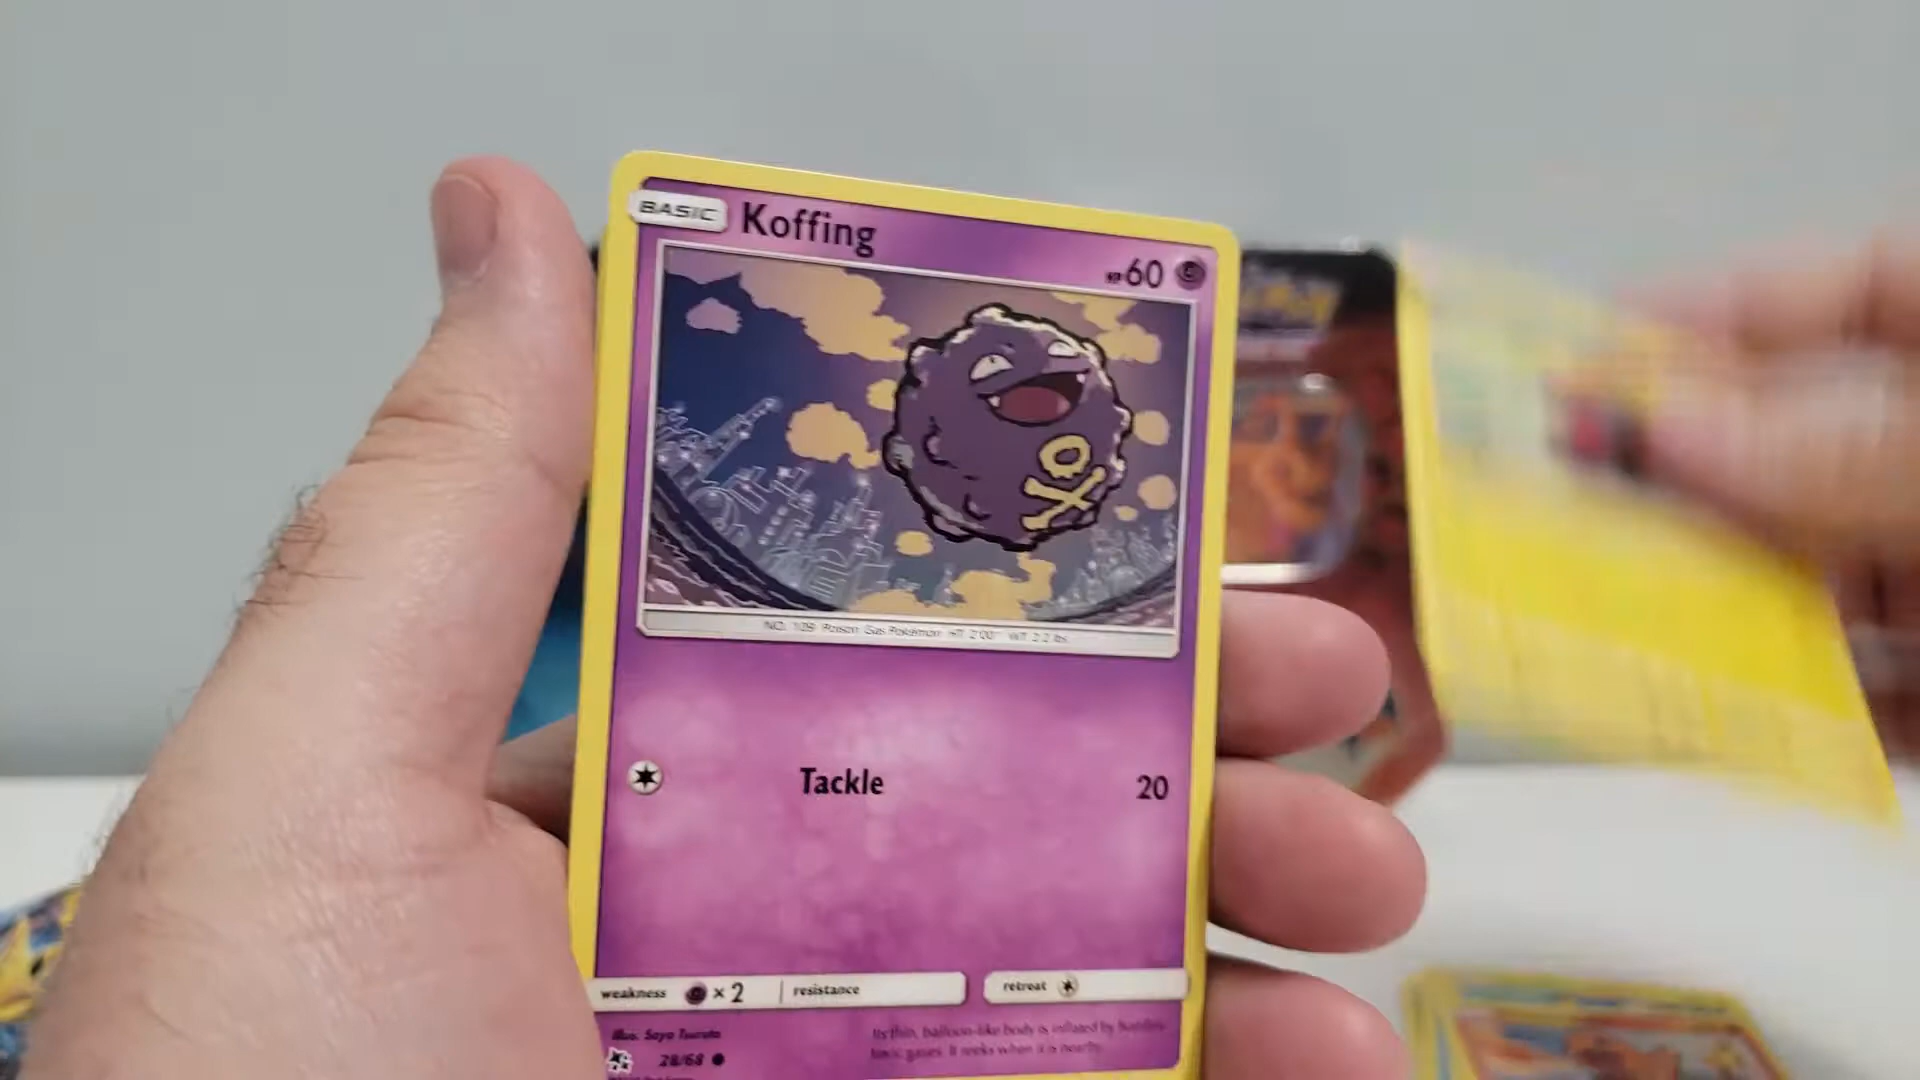 BASIC Koffing
HP60
NO. 109 Poison Gas Pokémon HT: 2'00" WT: 2.2 lbs.
Tackle 20
weakness ×2 resistance retreat
Illus. Saya Tsuruta
28/68
Its thin, balloon-like body is inflated by horrible
toxic gases. It reeks when it is nearby.